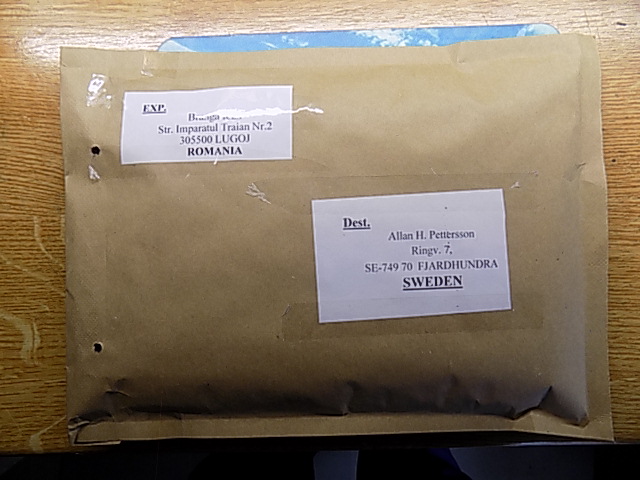 EXP.
Str. Imparatul Traian Nr.2
305500 LUGOJ
ROMANIA
Dest.
Allan H. Pettersson
Ringv. 7,
SE-749 70 FJARDHUNDRA
SWEDEN